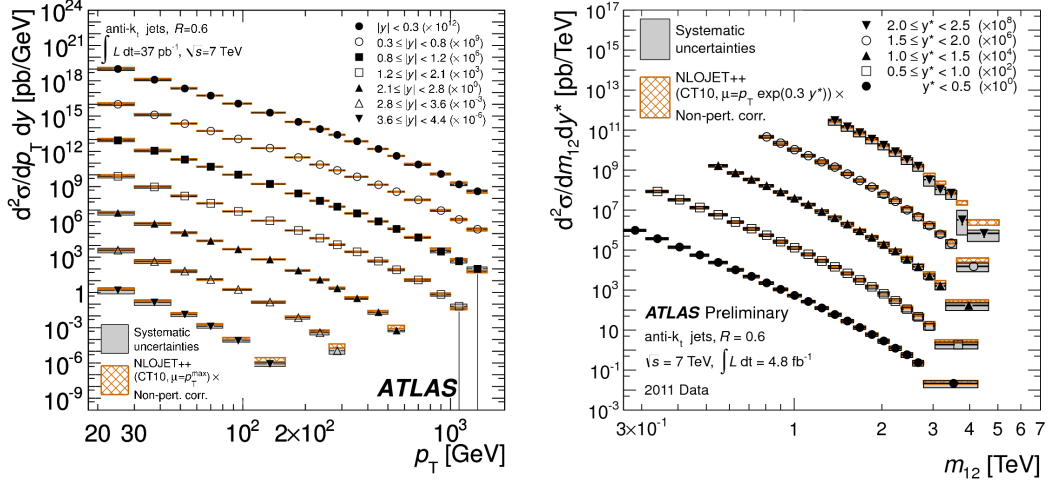 d²σ/dp_T dy [pb/GeV]
10²⁴
10²¹
10¹⁸
10¹⁵
10¹²
10⁹
10⁶
10³
1
10⁻³
10⁻⁶
10⁻⁹
anti-k_t jets, R=0.6
∫ L dt=37 pb⁻¹, √s=7 TeV
|y| < 0.3 (×10¹²)
0.3 ≤ |y| < 0.8 (×10⁹)
0.8 ≤ |y| < 1.2 (×10⁶)
1.2 ≤ |y| < 2.1 (×10³)
2.1 ≤ |y| < 2.8 (×10⁰)
2.8 ≤ |y| < 3.6 (×10⁻³)
3.6 ≤ |y| < 4.4 (×10⁻⁶)
Systematic
uncertainties
NLOJET++
(CT10, μ=p_T^max) ×
Non-pert. corr.
ATLAS
20 30 10² 2×10² 10³
p_T [GeV]
d²σ/dm₁₂dy* [pb/TeV]
10¹⁷
10¹⁵
10¹³
10¹¹
10⁹
10⁷
10⁵
10³
10
10⁻¹
10⁻³
Systematic
uncertainties
NLOJET++
(CT10, μ=p_T exp(0.3 y*)) ×
Non-pert. corr.
2.0 ≤ y* < 2.5 (×10⁸)
1.5 ≤ y* < 2.0 (×10⁶)
1.0 ≤ y* < 1.5 (×10⁴)
0.5 ≤ y* < 1.0 (×10²)
y* < 0.5 (×10⁰)
ATLAS Preliminary
anti-k_t jets, R = 0.6
√s = 7 TeV, ∫ L dt = 4.8 fb⁻¹
2011 Data
3×10⁻¹ 1 2 3 4 5 6 7
m₁₂ [TeV]